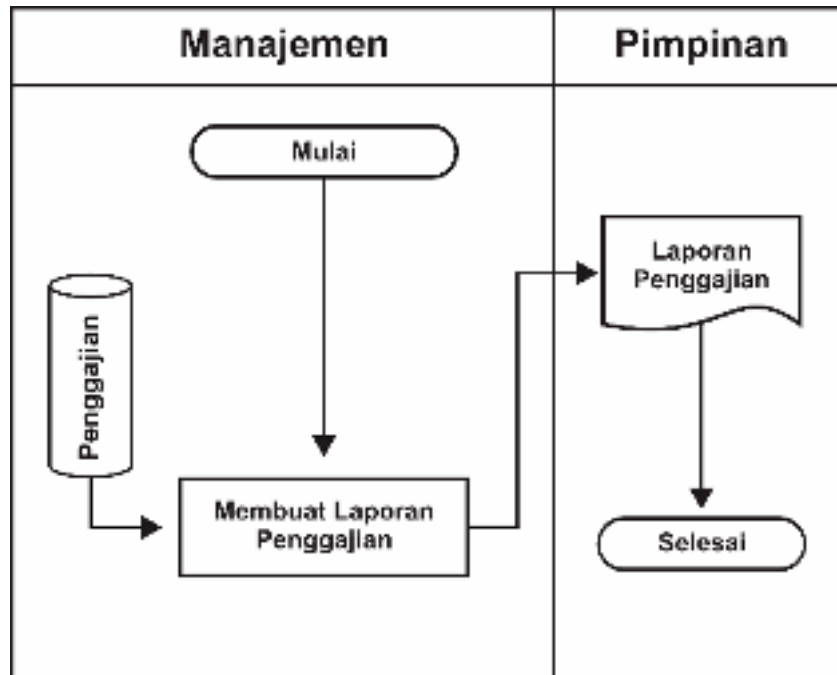 Manajemen
Pimpinan
Mulai
Laporan
Penggajian
Penggajian
Membuat Laporan
Penggajian
Selesai